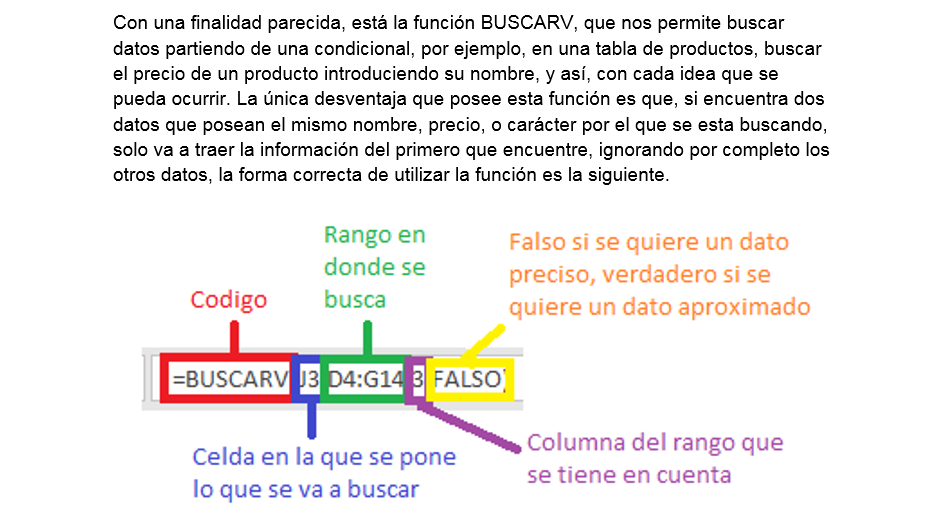 Con una finalidad parecida, está la función BUSCARV, que nos permite buscar
datos partiendo de una condicional, por ejemplo, en una tabla de productos, buscar
el precio de un producto introduciendo su nombre, y así, con cada idea que se
pueda ocurrir. La única desventaja que posee esta función es que, si encuentra dos
datos que posean el mismo nombre, precio, o carácter por el que se esta buscando,
solo va a traer la información del primero que encuentre, ignorando por completo los
otros datos, la forma correcta de utilizar la función es la siguiente.
Rango en
donde se
busca
Falso si se quiere un dato
preciso, verdadero si se
quiere un dato aproximado
Codigo
=BUSCARV J3 D4:G14 3 FALSO)
Celda en la que se pone
lo que se va a buscar
Columna del rango que
se tiene en cuenta